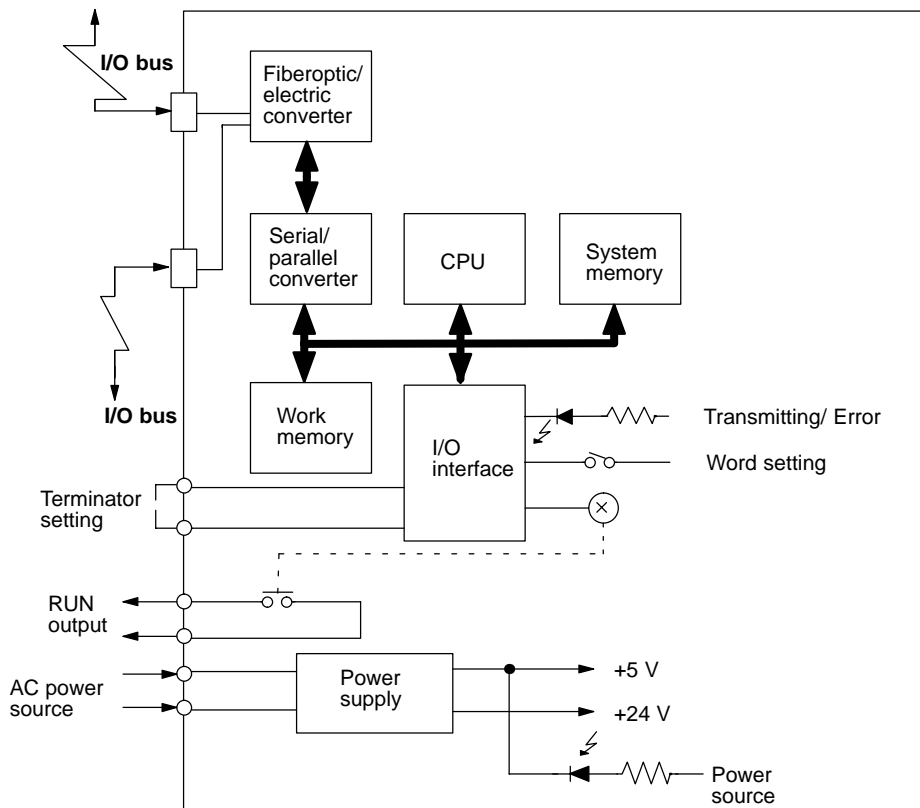 I/O bus
Fiberoptic/
electric
converter
Serial/
parallel
converter
CPU
System
memory
I/O bus
Work
memory
I/O
interface
Transmitting/ Error
Word setting
Terminator
setting
RUN
output
AC power
source
Power
supply
+5 V
+24 V
Power
source